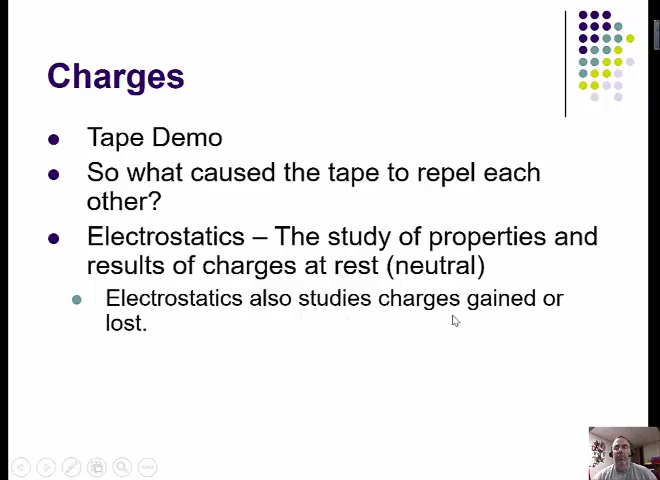 Charges
Tape Demo
So what caused the tape to repel each
other?
Electrostatics – The study of properties and
results of charges at rest (neutral)
Electrostatics also studies charges gained or
lost.